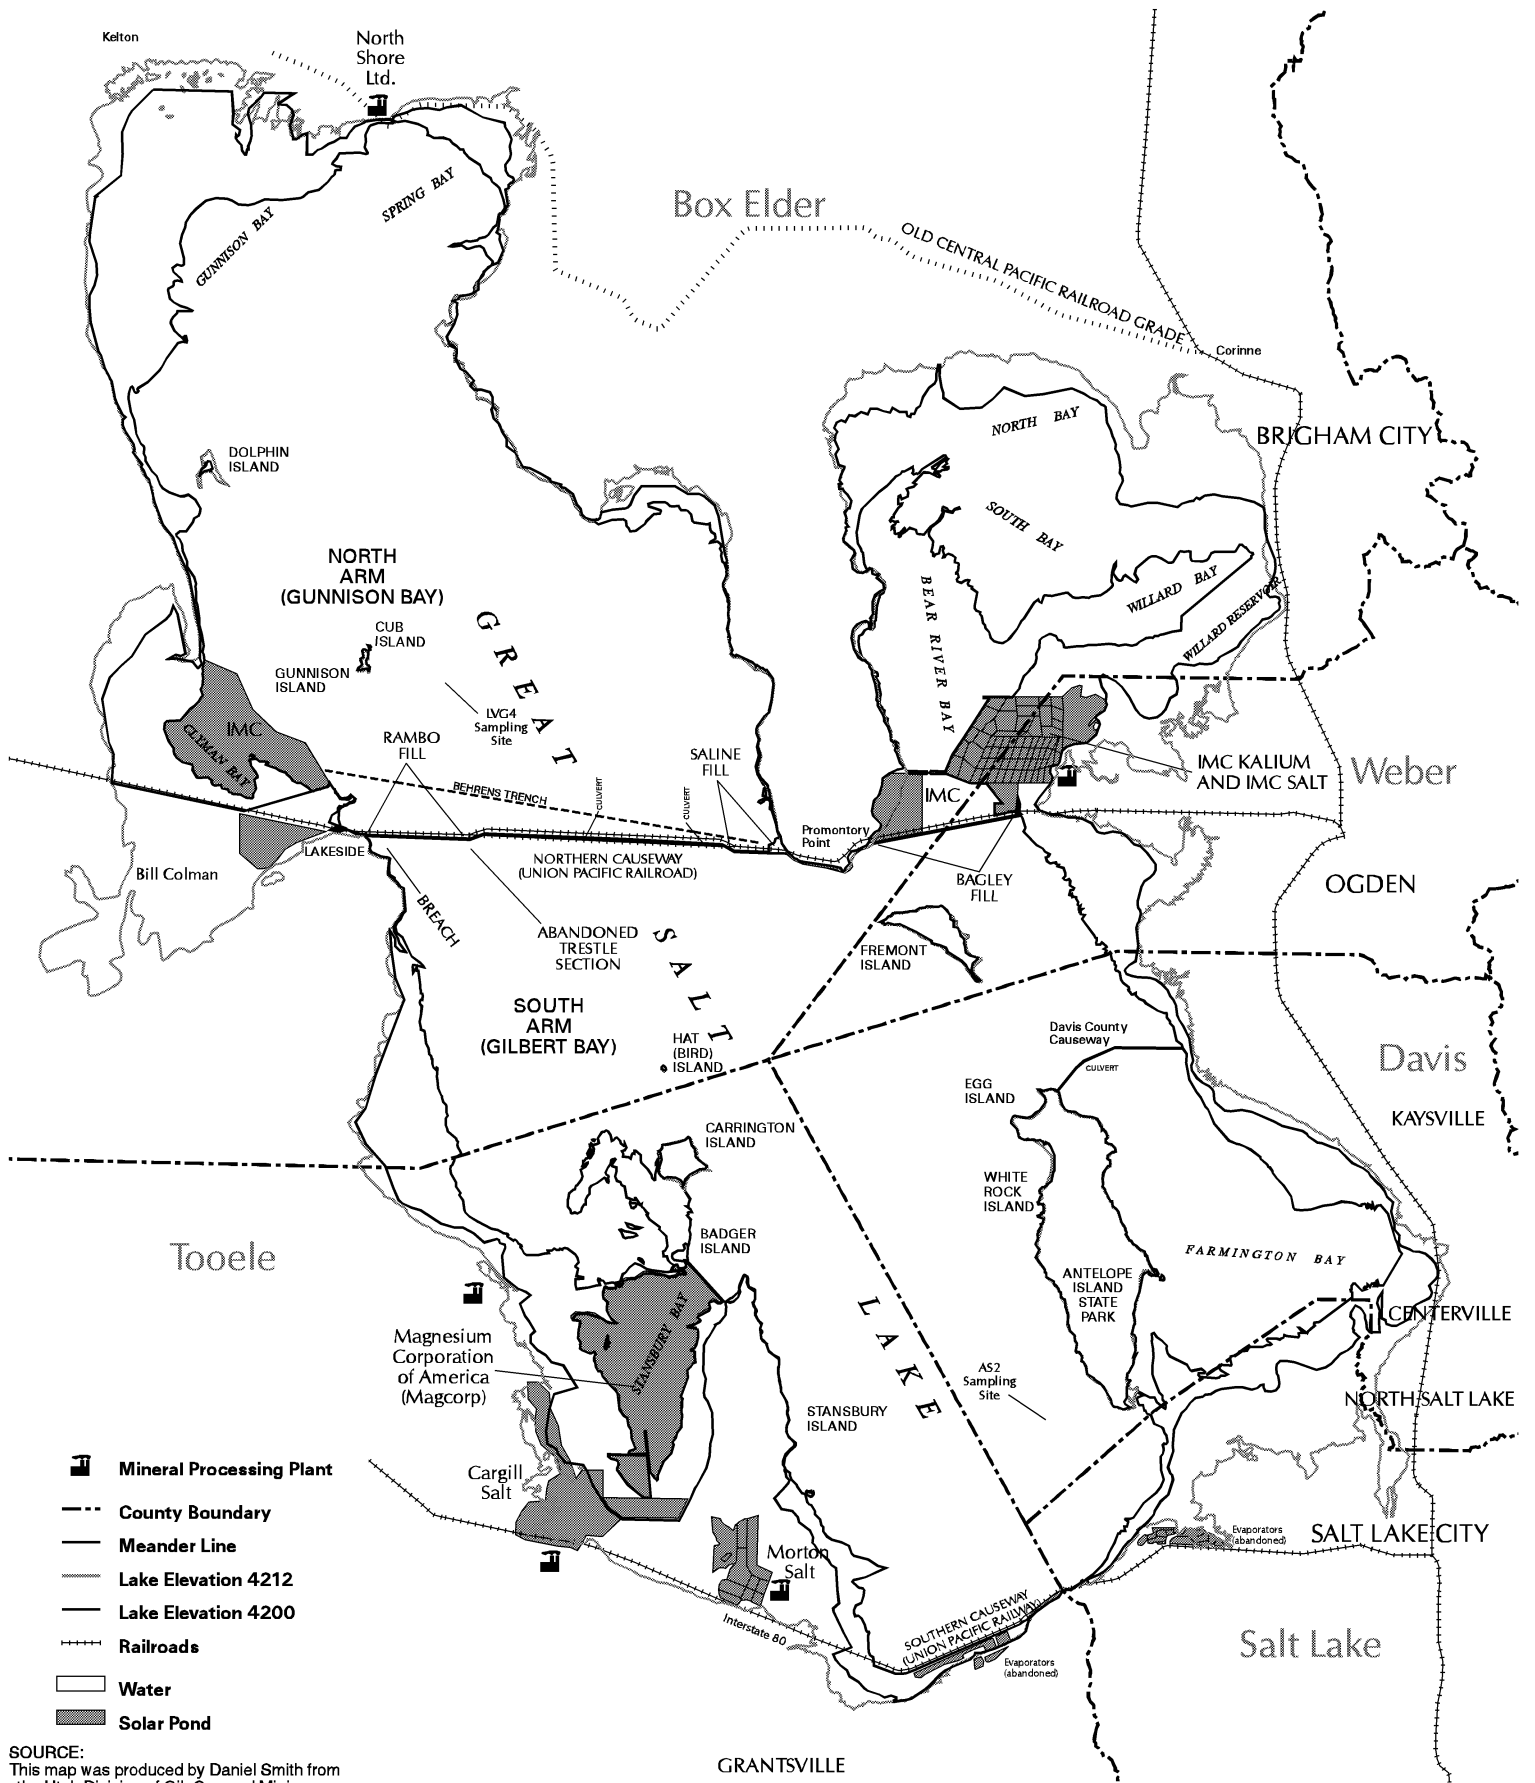 Kelton
North
Shore
Ltd.
SPRING BAY
GUNNISON BAY
Box Elder
OLD CENTRAL PACIFIC RAILROAD GRADE
Corinne
NORTH BAY
BRIGHAM CITY
DOLPHIN
ISLAND
SOUTH BAY
NORTH
ARM
(GUNNISON BAY)
BEAR RIVER BAY
WILLARD BAY
WILLARD RESERVOIR
CUB
ISLAND
GUNNISON
ISLAND
GREAT
LVG4
Sampling
Site
IMC
CLYMAN BAY
RAMBO
FILL
SALINE
FILL
IMC KALIUM
AND IMC SALT
Weber
BEHRENS TRENCH
CULVERT
CULVERT
IMC
Promontory
Point
LAKESIDE
NORTHERN CAUSEWAY
(UNION PACIFIC RAILROAD)
Bill Colman
BAGLEY
FILL
OGDEN
BREACH
ABANDONED
TRESTLE
SECTION
SALT
FREMONT
ISLAND
SOUTH
ARM
(GILBERT BAY)
HAT
(BIRD)
ISLAND
Davis County
Causeway
CULVERT
Davis
EGG
ISLAND
KAYSVILLE
CARRINGTON
ISLAND
WHITE
ROCK
ISLAND
BADGER
ISLAND
Tooele
FARMINGTON BAY
ANTELOPE
ISLAND
STATE
PARK
LAKE
CENTERVILLE
STANSBURY BAY
Magnesium
Corporation
of America
(Magcorp)
AS2
Sampling
Site
NORTH SALT LAKE
STANSBURY
ISLAND
Cargill
Salt
Morton
Salt
Evaporators
(abandoned)
SALT LAKE CITY
Interstate 80
SOUTHERN CAUSEWAY
(UNION PACIFIC RAILWAY)
Evaporators
(abandoned)
Salt Lake
GRANTSVILLE
Mineral Processing Plant
County Boundary
Meander Line
Lake Elevation 4212
Lake Elevation 4200
Railroads
Water
Solar Pond
SOURCE:
This map was produced by Daniel Smith from